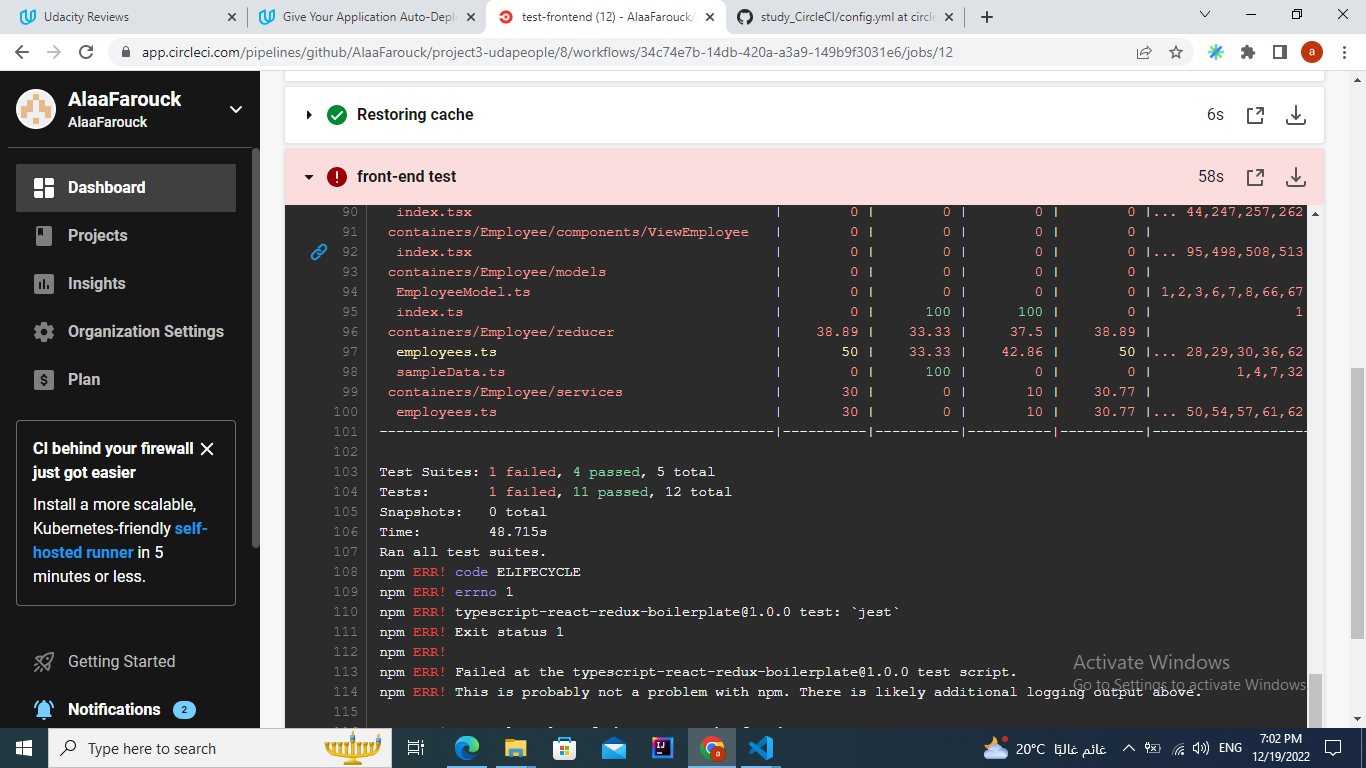 Udacity Reviews
Give Your Application Auto-Depl
test-frontend (12) - AlaaFarouck/
study_CircleCI/config.yml at circle
app.circleci.com/pipelines/github/AlaaFarouck/project3-udapeople/8/workflows/34c74e7b-14db-420a-a3a9-149b9f3031e6/jobs/12
a
AlaaFarouck
AlaaFarouck
Dashboard
Projects
Insights
Organization Settings
Plan
CI behind your firewall
just got easier
Install a more scalable,
Kubernetes-friendly self-
hosted runner in 5
minutes or less.
Getting Started
Notifications 2
Restoring cache 6s
front-end test 58s
90 index.tsx | 0 | 0 | 0 | 0 |... 44,247,257,262
91 containers/Employee/components/ViewEmployee | 0 | 0 | 0 | 0 |
92 index.tsx | 0 | 0 | 0 | 0 |... 95,498,508,513
93 containers/Employee/models | 0 | 0 | 0 | 0 |
94 EmployeeModel.ts | 0 | 0 | 0 | 0 | 1,2,3,6,7,8,66,67
95 index.ts | 0 | 100 | 100 | 0 | 1
96 containers/Employee/reducer | 38.89 | 33.33 | 37.5 | 38.89 |
97 employees.ts | 50 | 33.33 | 42.86 | 50 |... 28,29,30,36,62
98 sampleData.ts | 0 | 100 | 0 | 0 | 1,4,7,32
99 containers/Employee/services | 30 | 0 | 10 | 30.77 |
100 employees.ts | 30 | 0 | 10 | 30.77 |... 50,54,57,61,62
101 -----------------------------------------------|----------|----------|----------|----------|-------------------
102
103 Test Suites: 1 failed, 4 passed, 5 total
104 Tests: 1 failed, 11 passed, 12 total
105 Snapshots: 0 total
106 Time: 48.715s
107 Ran all test suites.
108 npm ERR! code ELIFECYCLE
109 npm ERR! errno 1
110 npm ERR! typescript-react-redux-boilerplate@1.0.0 test: `jest`
111 npm ERR! Exit status 1
112 npm ERR!
113 npm ERR! Failed at the typescript-react-redux-boilerplate@1.0.0 test script.
114 npm ERR! This is probably not a problem with npm. There is likely additional logging output above.
115
Activate Windows
Go to Settings to activate Windows.
Type here to search
20°C غائم غالبًا
ENG
7:02 PM
12/19/2022